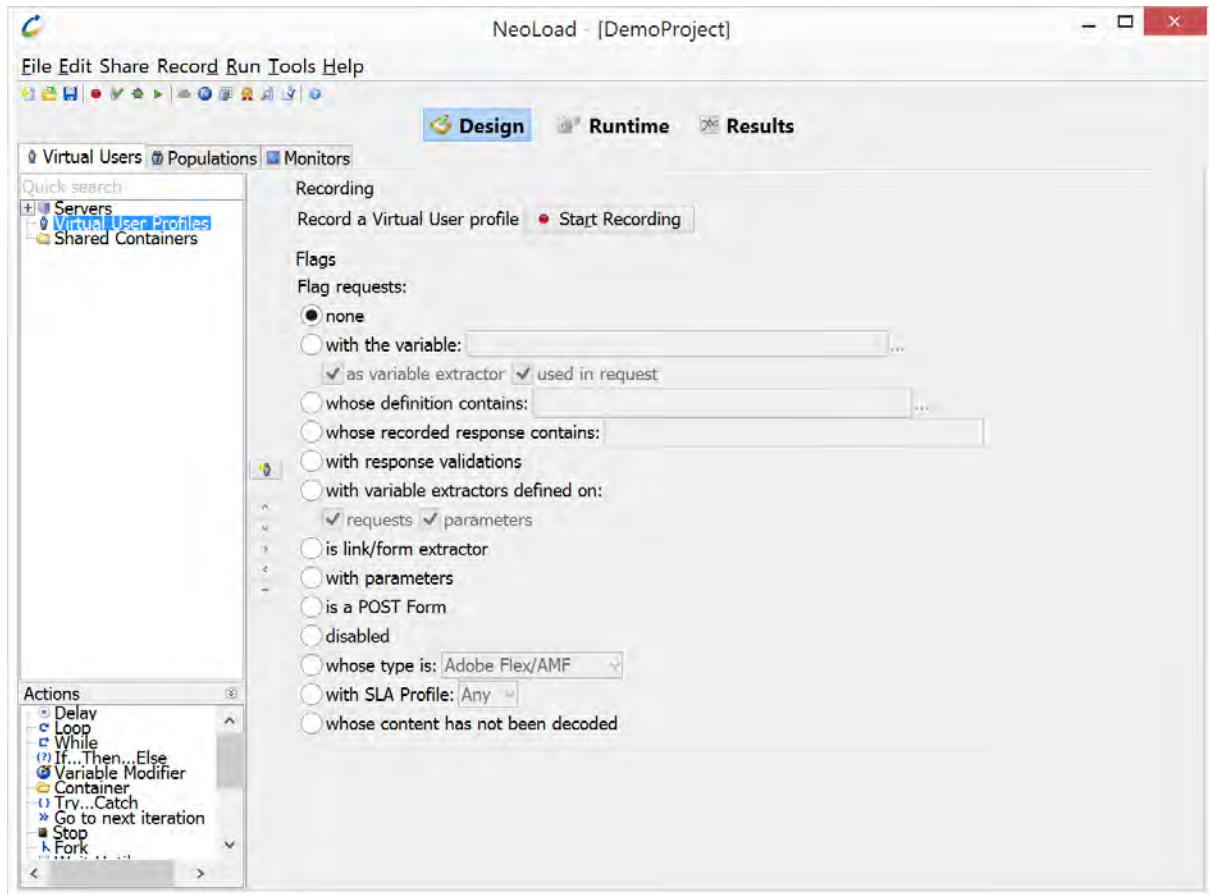 NeoLoad - [DemoProject]
File Edit Share Record Run Tools Help
Design Runtime Results
Virtual Users Populations Monitors
Quick search
Servers
Virtual User Profiles
Shared Containers
Recording
Record a Virtual User profile Start Recording
Flags
Flag requests:
none
with the variable: ...
as variable extractor used in request
whose definition contains: ...
whose recorded response contains:
with response validations
with variable extractors defined on:
requests parameters
is link/form extractor
with parameters
is a POST Form
disabled
whose type is: Adobe Flex/AMF
with SLA Profile: Any
whose content has not been decoded
Actions
Delay
Loop
While
If...Then...Else
Variable Modifier
Container
Try...Catch
Go to next iteration
Stop
Fork